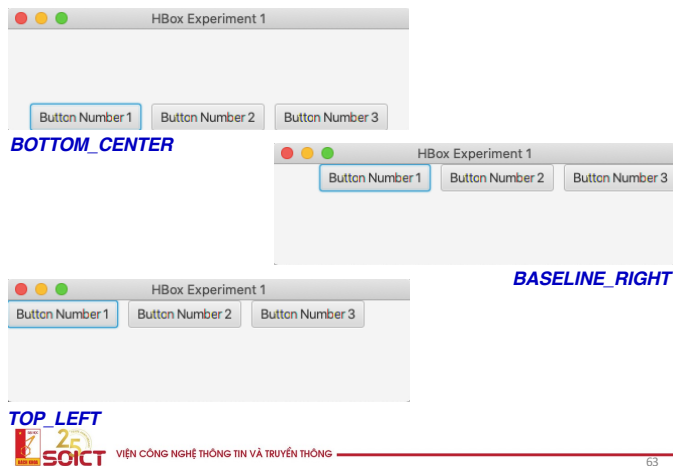 HBox Experiment 1
Button Number 1 Button Number 2 Button Number 3
BOTTOM_CENTER
HBox Experiment 1
Button Number 1 Button Number 2 Button Number 3
BASELINE_RIGHT
HBox Experiment 1
Button Number 1 Button Number 2 Button Number 3
TOP_LEFT
25
SOICT VIỆN CÔNG NGHỆ THÔNG TIN VÀ TRUYỀN THÔNG
63